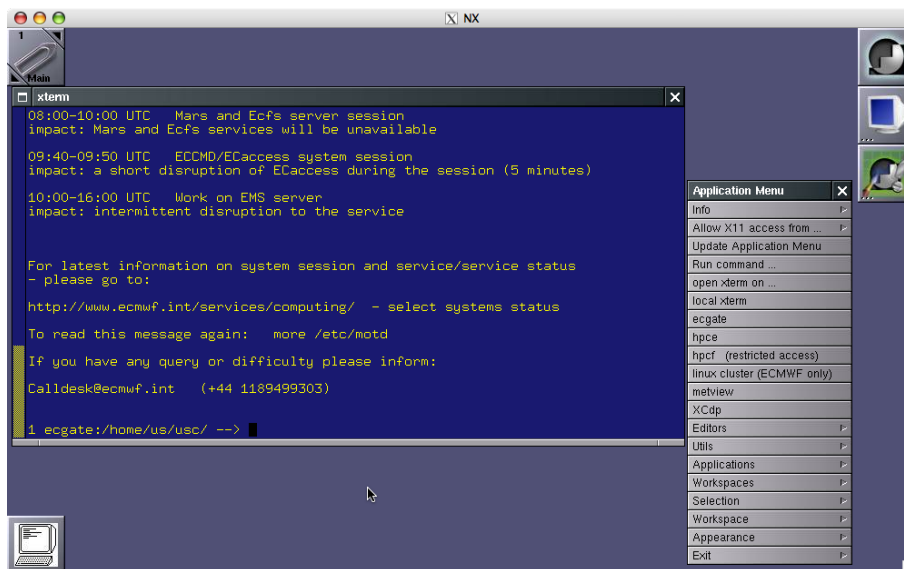 NX
1
Main
xterm
08:00-10:00 UTC Mars and Ecfs server session
impact: Mars and Ecfs services will be unavailable
09:40-09:50 UTC ECCMD/ECaccess system session
impact: a short disruption of ECaccess during the session (5 minutes)
10:00-16:00 UTC Work on EMS server
impact: intermittent disruption to the service
For latest information on system session and service/service status
- please go to:
http://www.ecmwf.int/services/computing/ - select systems status
To read this message again: more /etc/motd
If you have any query or difficulty please inform:
Calldesk@ecmwf.int (+44 1189499303)
1 ecgate:/home/us/usc/ -->
Application Menu
Info
Allow X11 access from ...
Update Application Menu
Run command ...
open xterm on ...
local xterm
ecgate
hpce
hpcf (restricted access)
linux cluster (ECMWF only)
metview
XCdp
Editors
Utils
Applications
Workspaces
Selection
Workspace
Appearance
Exit